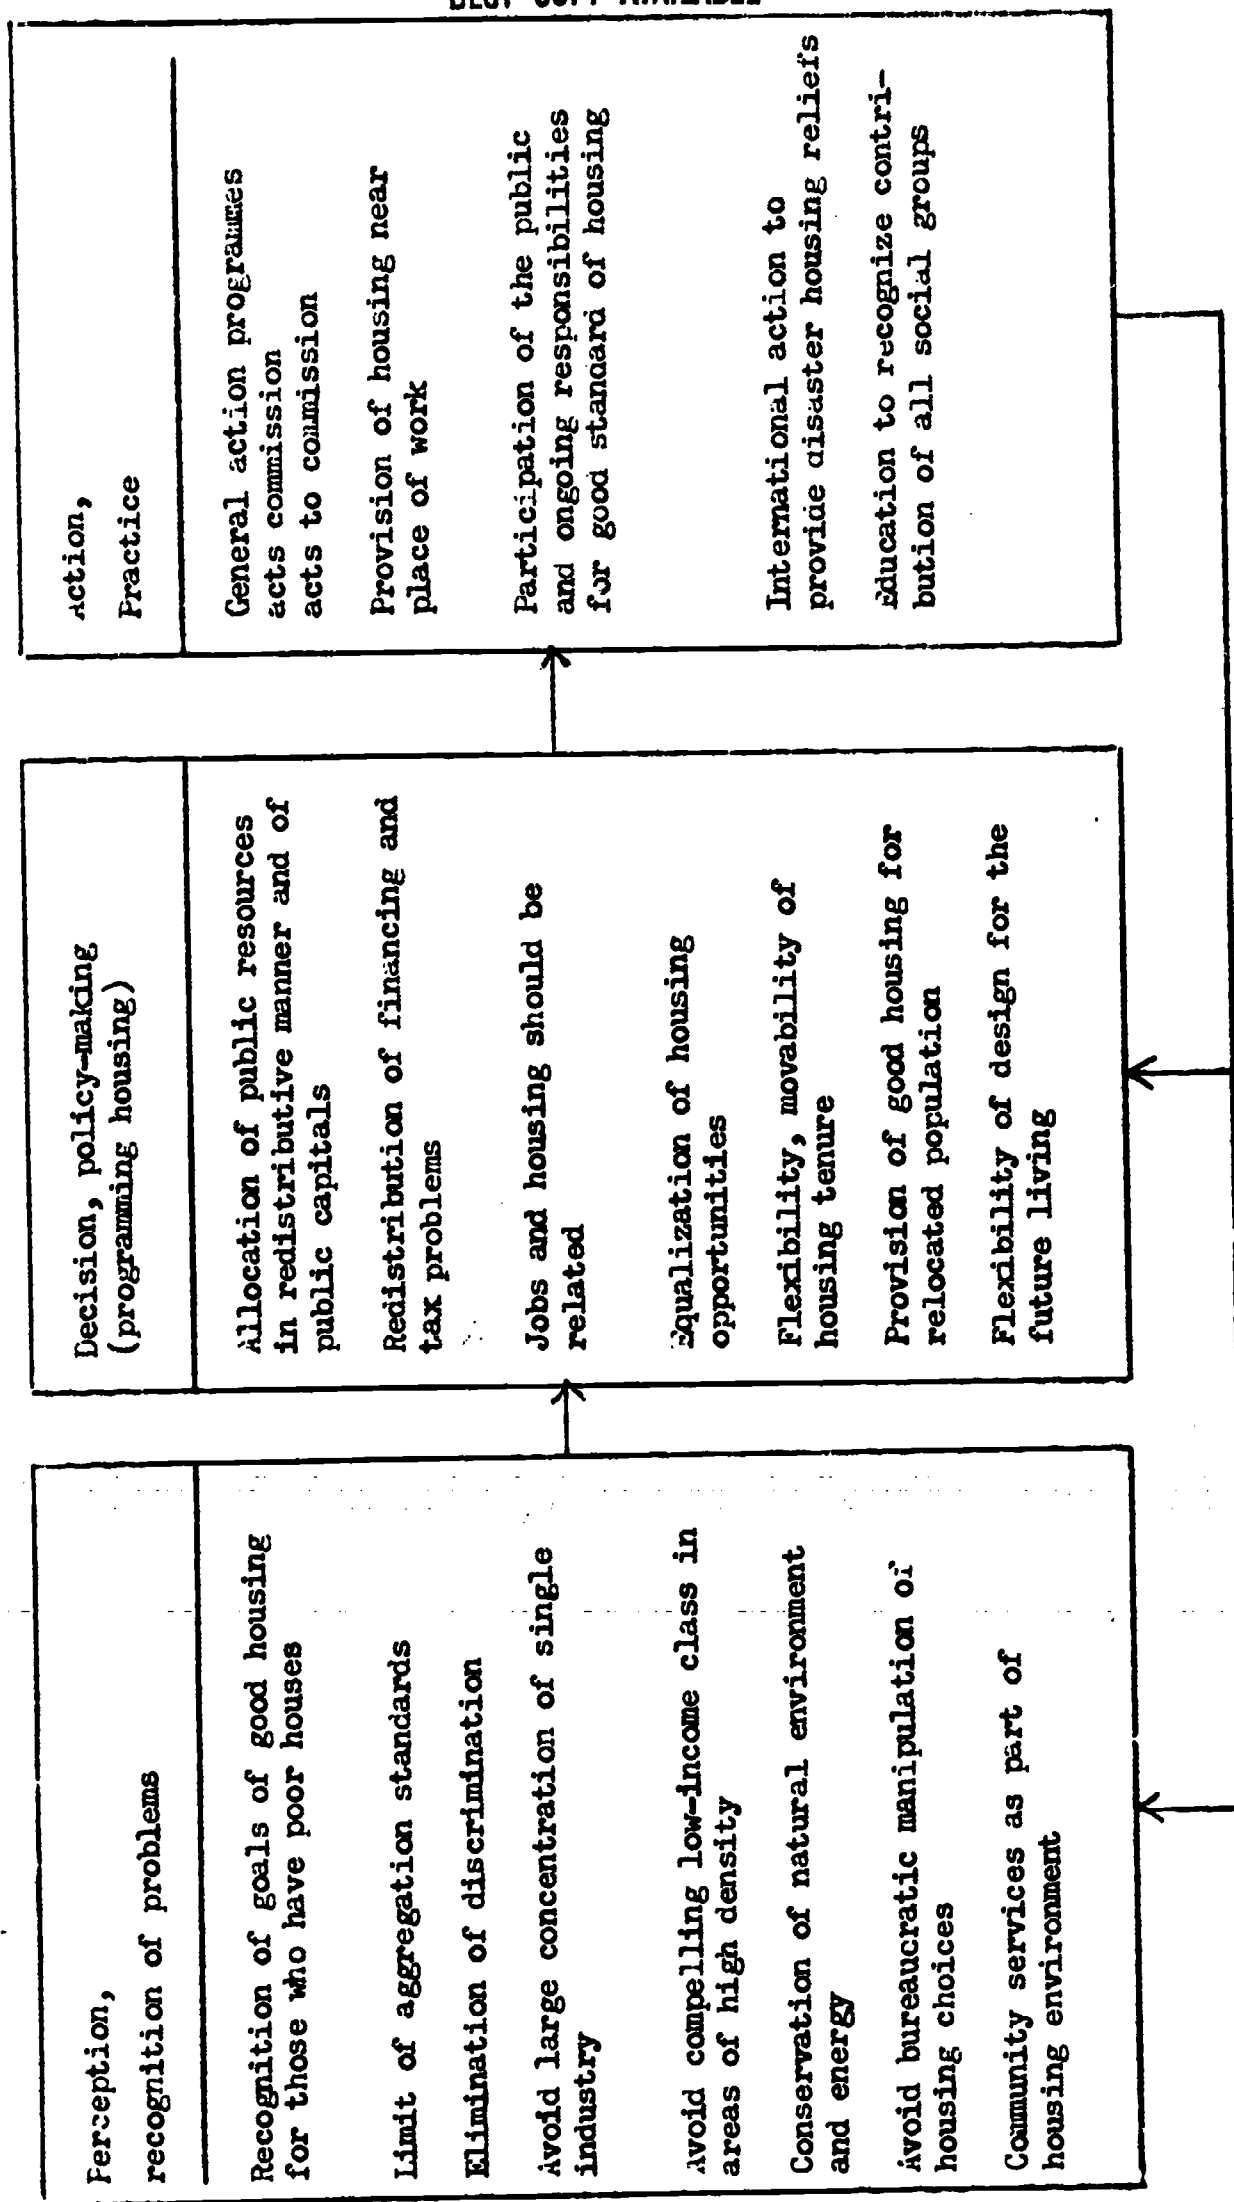 Perception,
recognition of problems
Recognition of goals of good housing
for those who have poor houses
Limit of aggregation standards
Elimination of discrimination
Avoid large concentration of single
industry
Avoid compelling low-income class in
areas of high density
Conservation of natural environment
and energy
Avoid bureaucratic manipulation of
housing choices
Community services as part of
housing environment
Decision, policy-making
(programming housing)
Allocation of public resources
in redistributive manner and of
public capitals
Redistribution of financing and
tax problems
Jobs and housing should be
related
Equalization of housing
opportunities
Flexibility, movability of
housing tenure
Provision of good housing for
relocated population
Flexibility of design for the
future living
Action,
Practice
General action programmes
acts commission
acts to commission
Provision of housing near
place of work
Participation of the public
and ongoing responsibilities
for good standard of housing
International action to
provide disaster housing reliefs
Education to recognize contri-
bution of all social groups